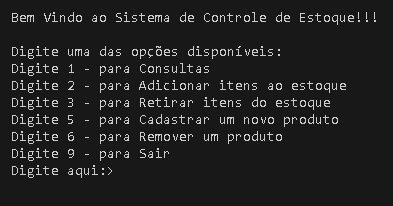 Bem Vindo ao Sistema de Controle de Estoque!!!
Digite uma das opções disponíveis:
Digite 1 - para Consultas
Digite 2 - para Adicionar itens ao estoque
Digite 3 - para Retirar itens do estoque
Digite 5 - para Cadastrar um novo produto
Digite 6 - para Remover um produto
Digite 9 - para Sair
Digite aqui:>